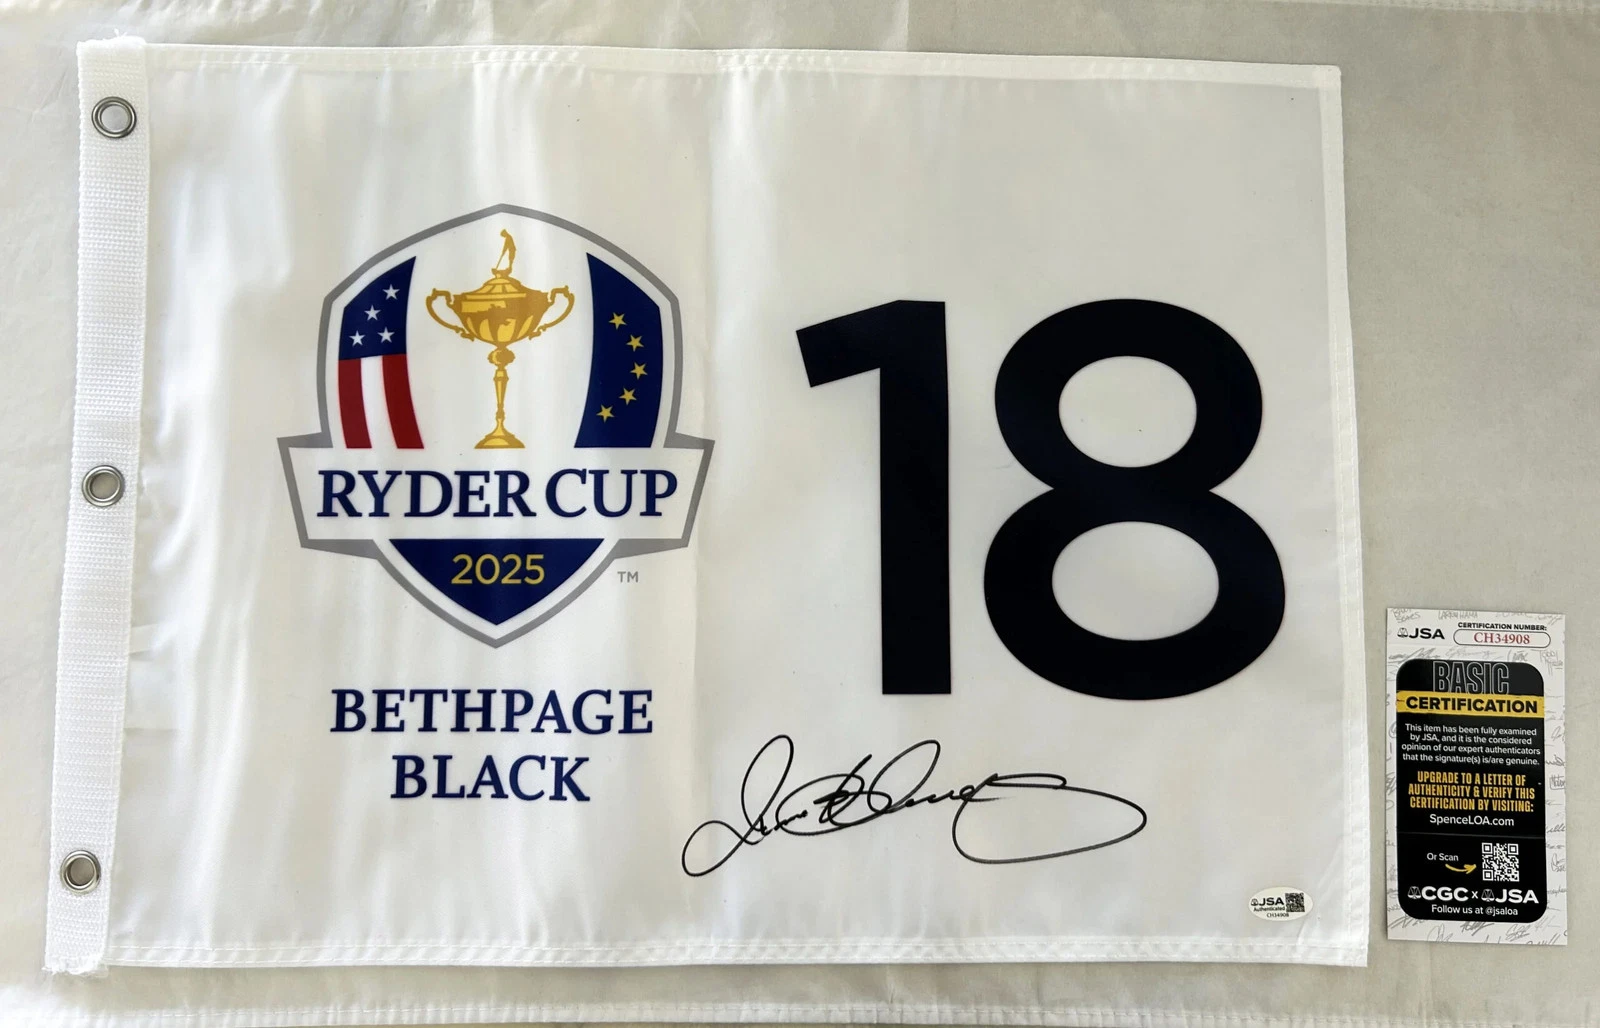 RYDER CUP
2025
TM
BETHPAGE
BLACK
18
JSA
Authenticated
CH34908
JSA
CERTIFICATION NUMBER:
CH34908
BASIC
CERTIFICATION
This item has been fully examined
by JSA, and it is the considered
opinion of our expert authenticators
that the signature(s) is/are genuine.
UPGRADE TO A LETTER OF
AUTHENTICITY & VERIFY THIS
CERTIFICATION BY VISITING:
SpenceLOA.com
Or Scan
CGC x JSA
Follow us at @jsaloa